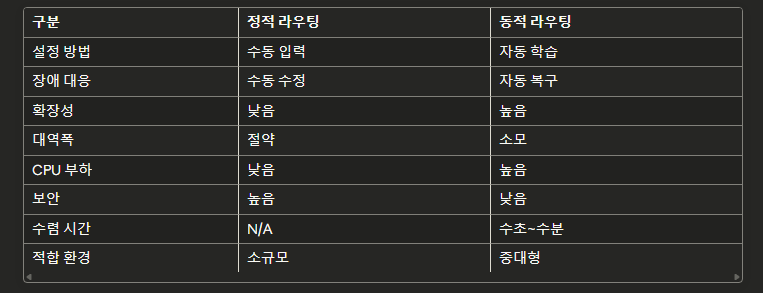 구분 정적 라우팅 동적 라우팅
설정 방법 수동 입력 자동 학습
장애 대응 수동 수정 자동 복구
확장성 낮음 높음
대역폭 절약 소모
CPU 부하 낮음 높음
보안 높음 낮음
수렴 시간 N/A 수초~수분
적합 환경 소규모 중대형